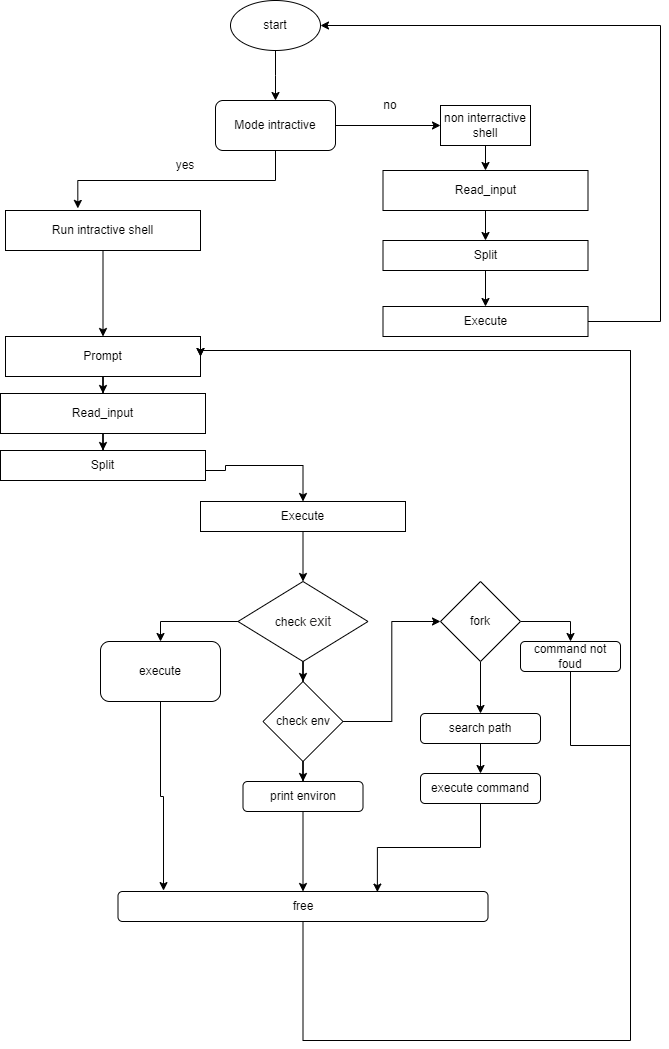 start
no
Mode intractive
non interractive
shell
yes
Read_input
Run intractive shell
Split
Execute
Prompt
Read_input
Split
Execute
check exit
fork
command not
foud
execute
check env
search path
print environ
execute command
free